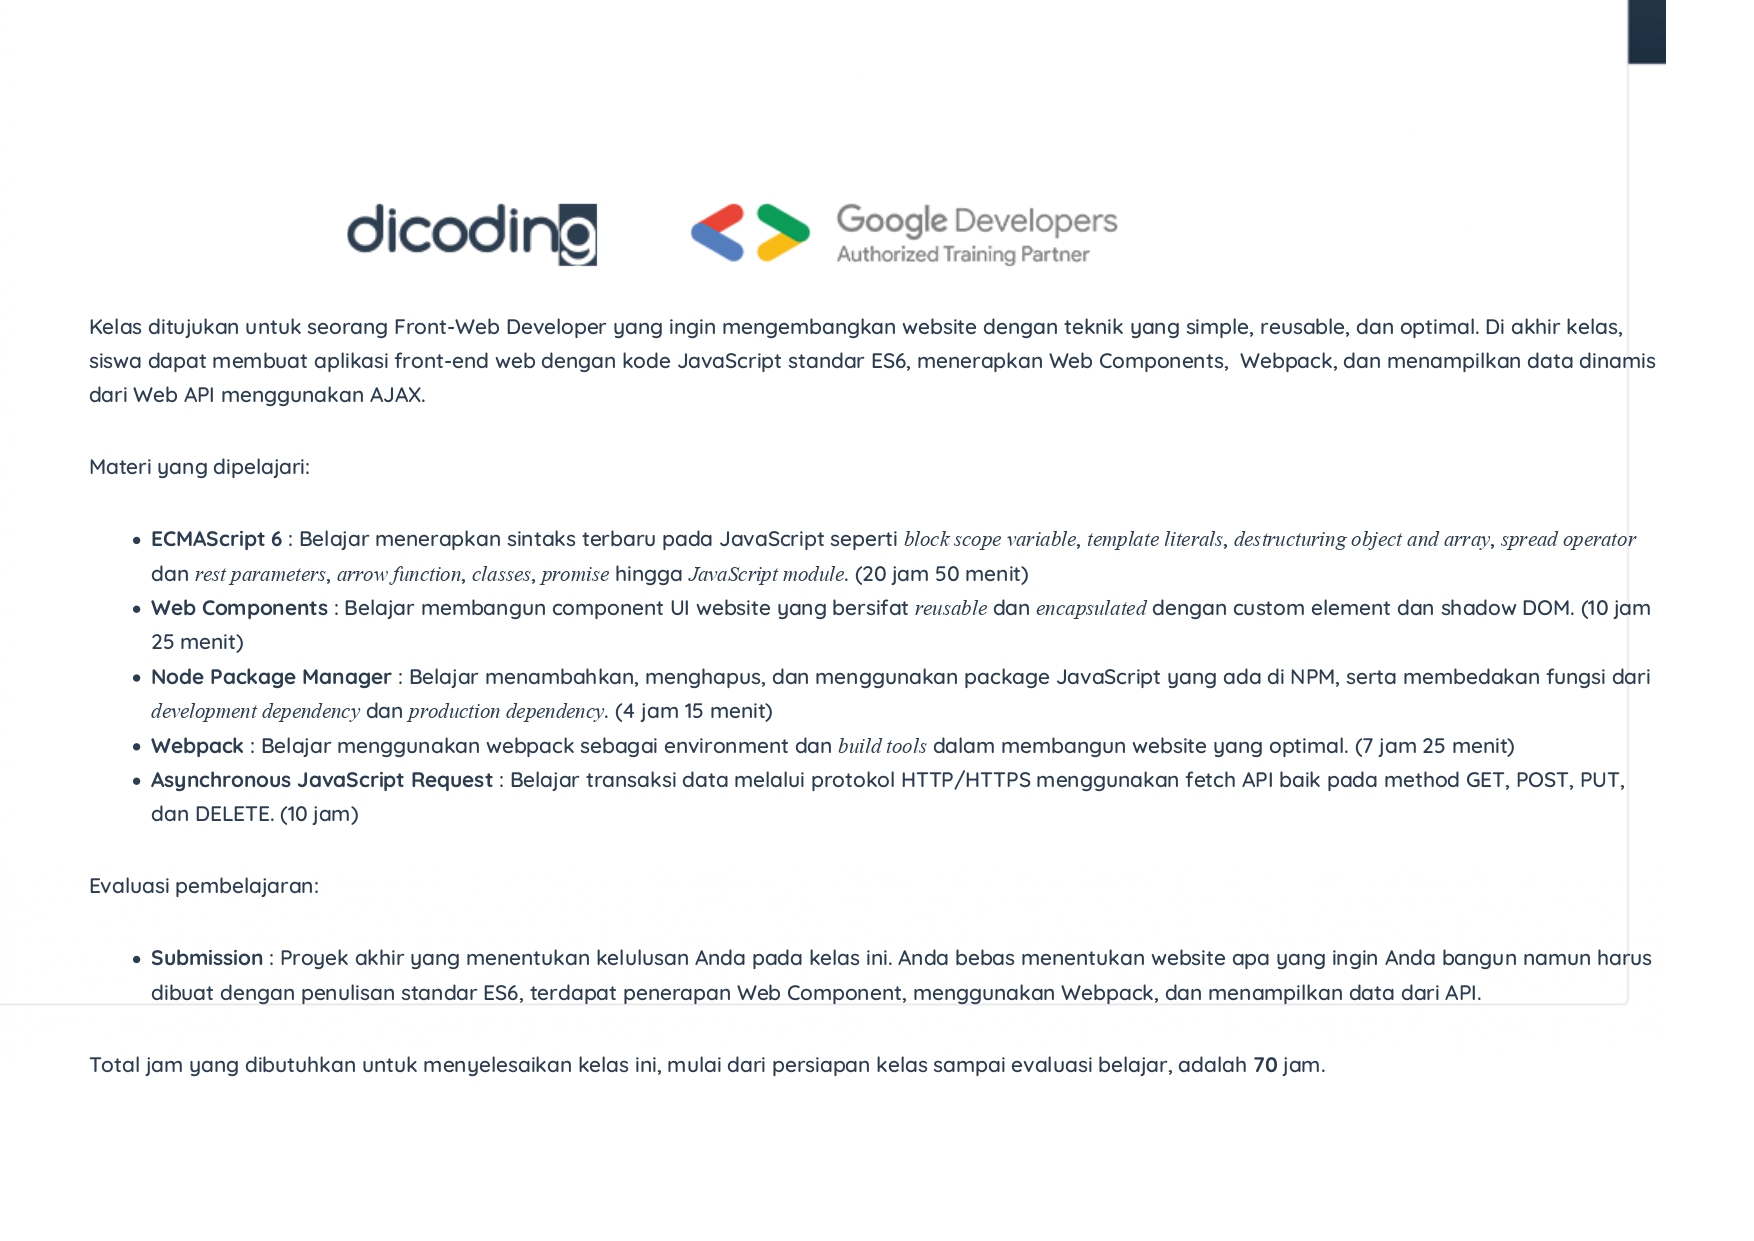 dicoding
Google Developers
Authorized Training Partner
Kelas ditujukan untuk seorang Front-Web Developer yang ingin mengembangkan website dengan teknik yang simple, reusable, dan optimal. Di akhir kelas,
siswa dapat membuat aplikasi front-end web dengan kode JavaScript standar ES6, menerapkan Web Components,  Webpack, dan menampilkan data dinamis
dari Web API menggunakan AJAX.
Materi yang dipelajari:
• ECMAScript 6 : Belajar menerapkan sintaks terbaru pada JavaScript seperti block scope variable, template literals, destructuring object and array, spread operator
dan rest parameters, arrow function, classes, promise hingga JavaScript module. (20 jam 50 menit)
• Web Components : Belajar membangun component UI website yang bersifat reusable dan encapsulated dengan custom element dan shadow DOM. (10 jam
25 menit)
• Node Package Manager : Belajar menambahkan, menghapus, dan menggunakan package JavaScript yang ada di NPM, serta membedakan fungsi dari
development dependency dan production dependency. (4 jam 15 menit)
• Webpack : Belajar menggunakan webpack sebagai environment dan build tools dalam membangun website yang optimal. (7 jam 25 menit)
• Asynchronous JavaScript Request : Belajar transaksi data melalui protokol HTTP/HTTPS menggunakan fetch API baik pada method GET, POST, PUT,
dan DELETE. (10 jam)
Evaluasi pembelajaran:
• Submission : Proyek akhir yang menentukan kelulusan Anda pada kelas ini. Anda bebas menentukan website apa yang ingin Anda bangun namun harus
dibuat dengan penulisan standar ES6, terdapat penerapan Web Component, menggunakan Webpack, dan menampilkan data dari API.
Total jam yang dibutuhkan untuk menyelesaikan kelas ini, mulai dari persiapan kelas sampai evaluasi belajar, adalah 70 jam.